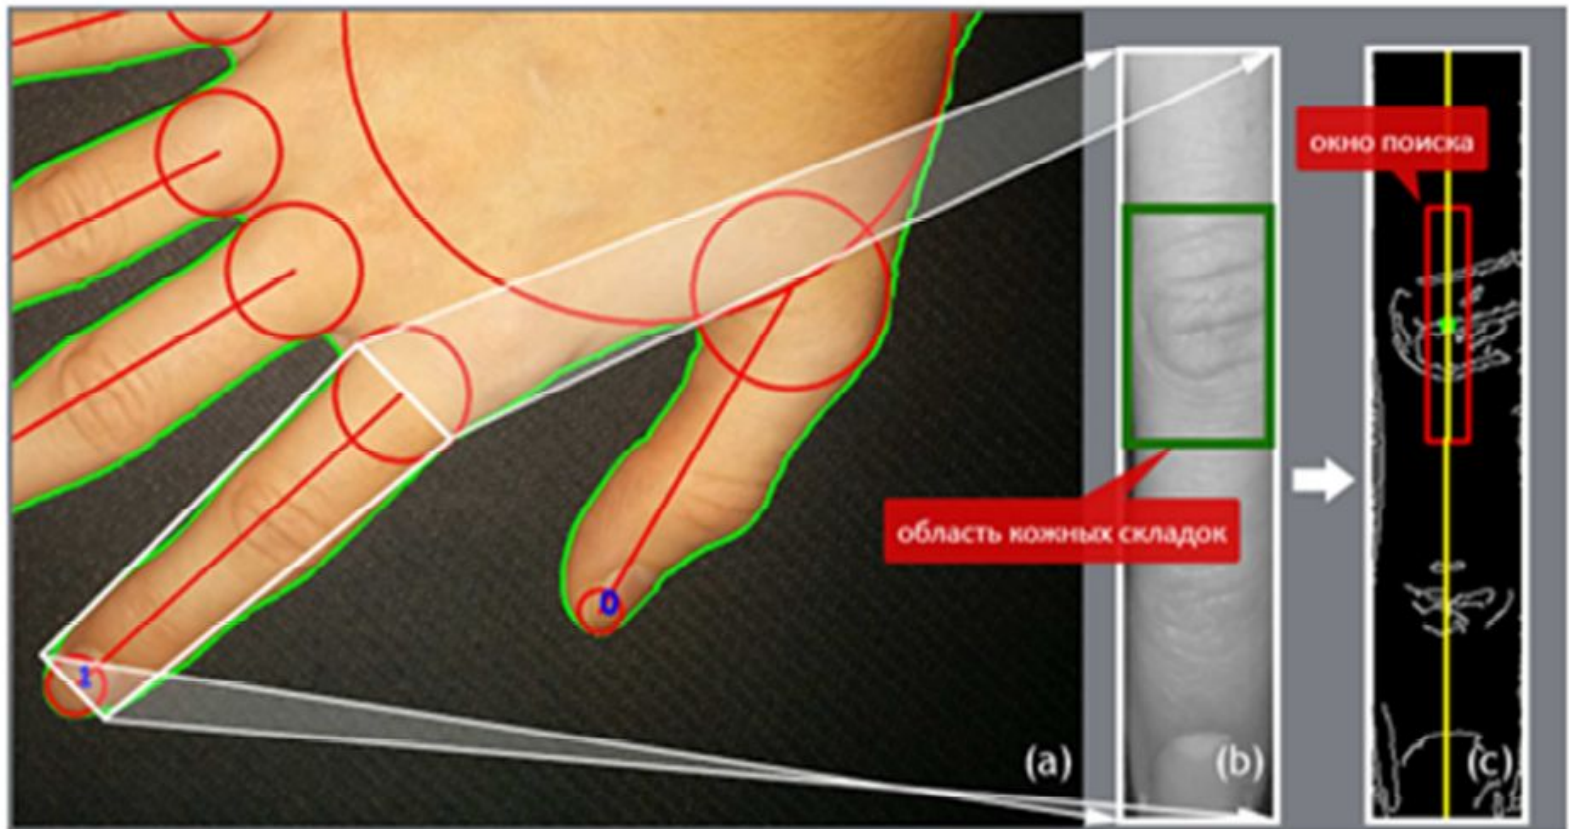 окно поиска
область кожных складок
0
1
(a)
(b)
(c)